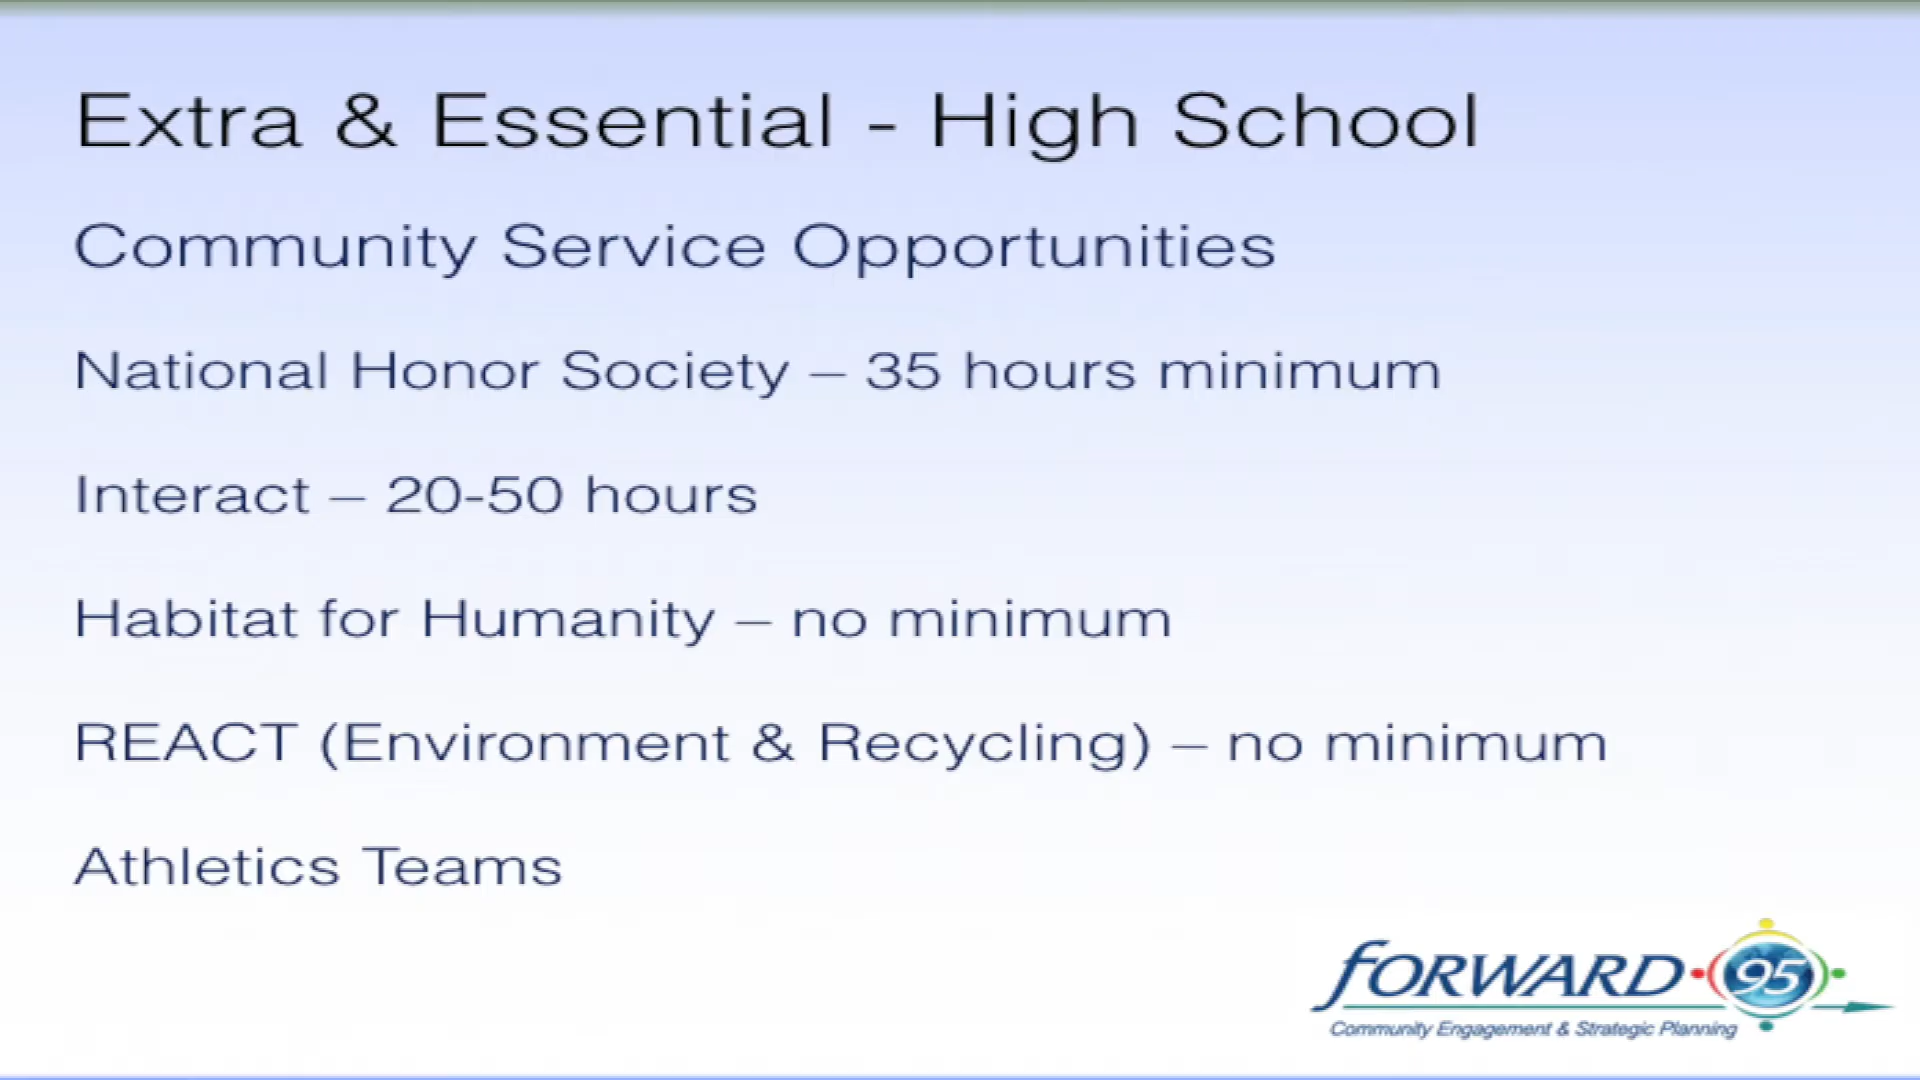 Extra & Essential - High School
Community Service Opportunities
National Honor Society – 35 hours minimum
Interact – 20-50 hours
Habitat for Humanity – no minimum
REACT (Environment & Recycling) – no minimum
Athletics Teams
fORWARD 95
Community Engagement & Strategic Planning